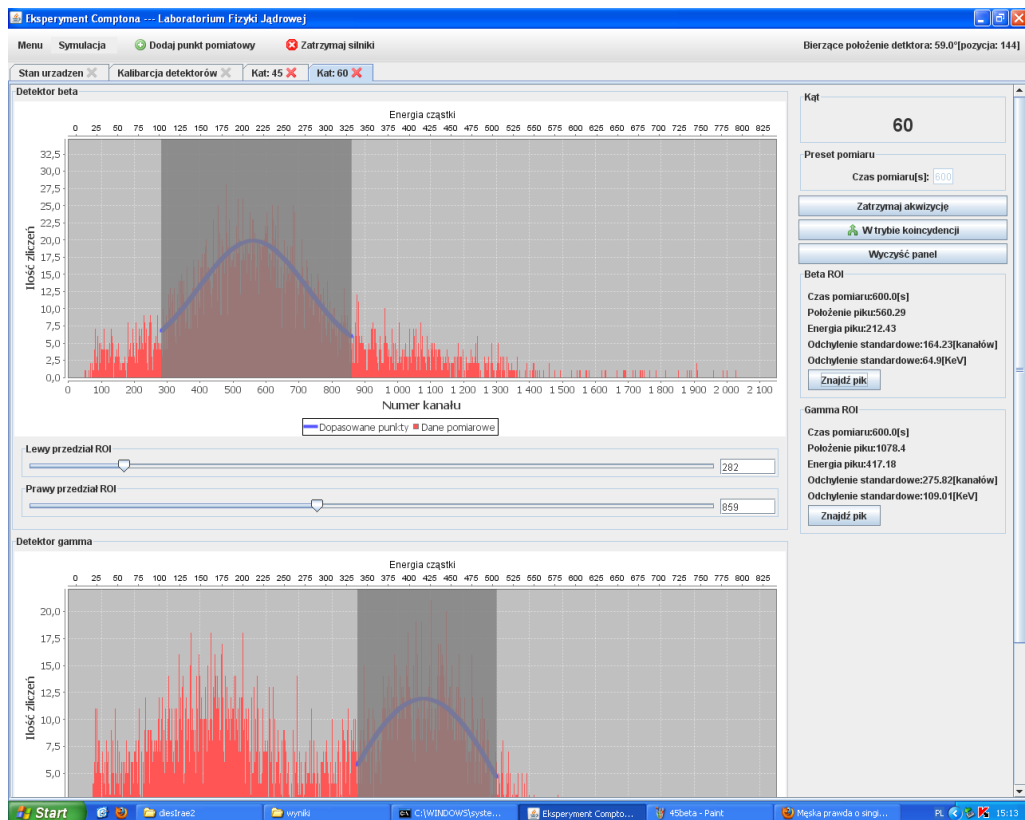 Eksperyment Comptona --- Laboratorium Fizyki Jądrowej
Menu Symulacja Dodaj punkt pomiatowy Zatrzymaj silniki Bierzące położenie detktora: 59.0°[pozycja: 144]
Stan urzadzen Kalibarcja detektorów Kat: 45 Kat: 60
Detektor beta
Energia cząstki
0 25 50 75 100 125 150 175 200 225 250 275 300 325 350 375 400 425 450 475 500 525 550 575 600 625 650 675 700 725 750 775 800 825
32,5
30,0
27,5
25,0
22,5
20,0
17,5
15,0
12,5
10,0
7,5
5,0
2,5
0,0
Ilość zliczeń
0 100 200 300 400 500 600 700 800 900 1 000 1 100 1 200 1 300 1 400 1 500 1 600 1 700 1 800 1 900 2 000 2 100
Numer kanału
Dopasowane punkty Dane pomiarowe
Lewy przedział ROI
282
Prawy przedział ROI
859
Detektor gamma
Energia cząstki
0 25 50 75 100 125 150 175 200 225 250 275 300 325 350 375 400 425 450 475 500 525 550 575 600 625 650 675 700 725 750 775 800 825
20,0
17,5
15,0
12,5
10,0
7,5
5,0
Ilość zliczeń
Kąt
60
Preset pomiaru
Czas pomiaru[s]: 600
Zatrzymaj akwizycję
W trybie koincydencji
Wyczyść panel
Beta ROI
Czas pomiaru:600.0[s]
Położenie piku:560.29
Energia piku:212.43
Odchylenie standardowe:164.23[kanałów]
Odchylenie standardowe:64.9[KeV]
Znajdź pik
Gamma ROI
Czas pomiaru:600.0[s]
Położenie piku:1078.4
Energia piku:417.18
Odchylenie standardowe:275.82[kanałów]
Odchylenie standardowe:109.01[KeV]
Znajdź pik
Start diesIrae2 wyniki C:\WINDOWS\syste... Eksperyment Compto... 45beta - Paint Męska prawda o singi... PL 15:13